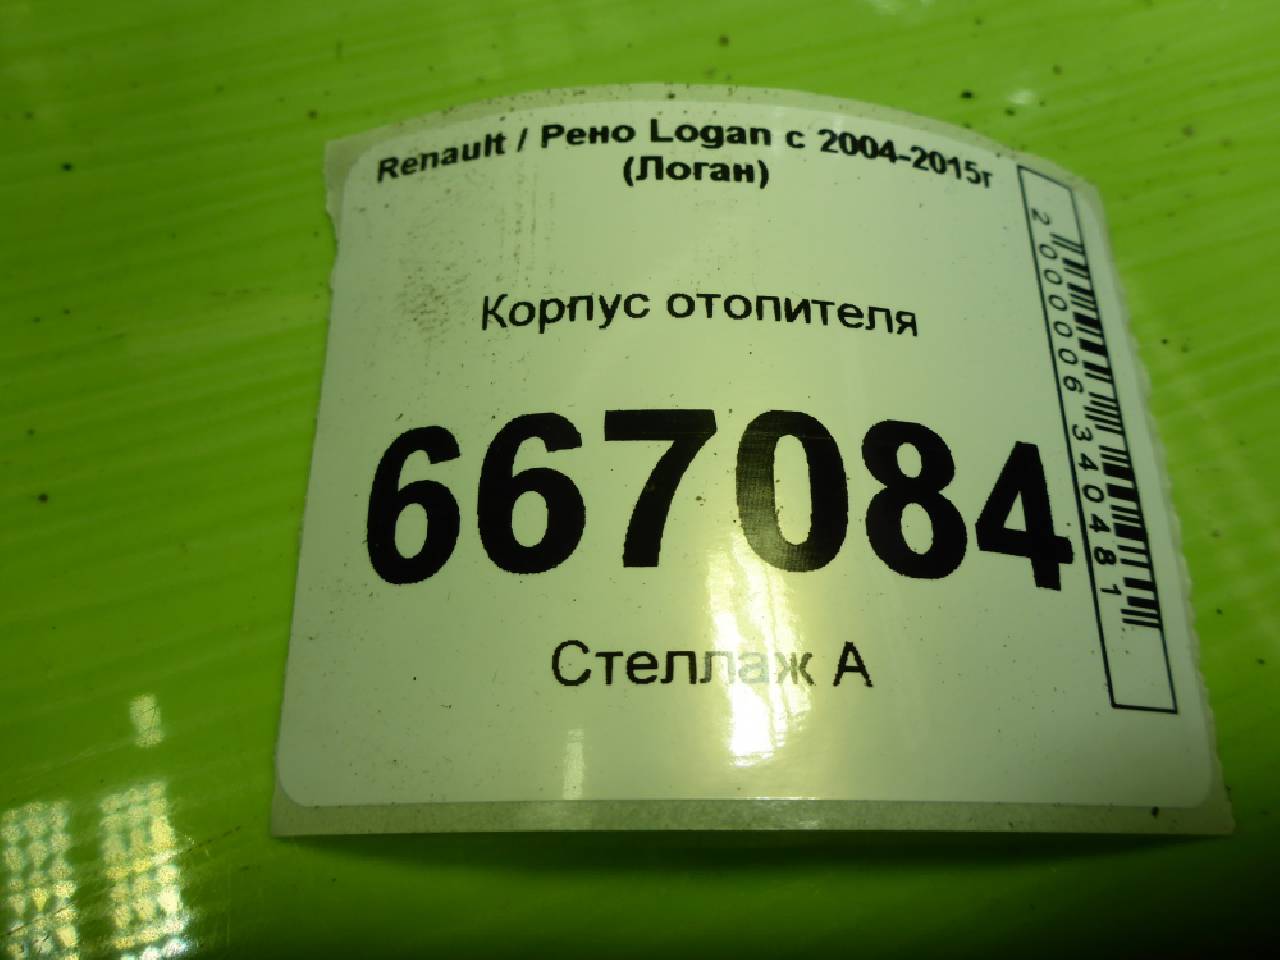 Renault / Рено Logan с 2004-2015г
(Логан)
Корпус отопителя
667084
Стеллаж А
2000006340481